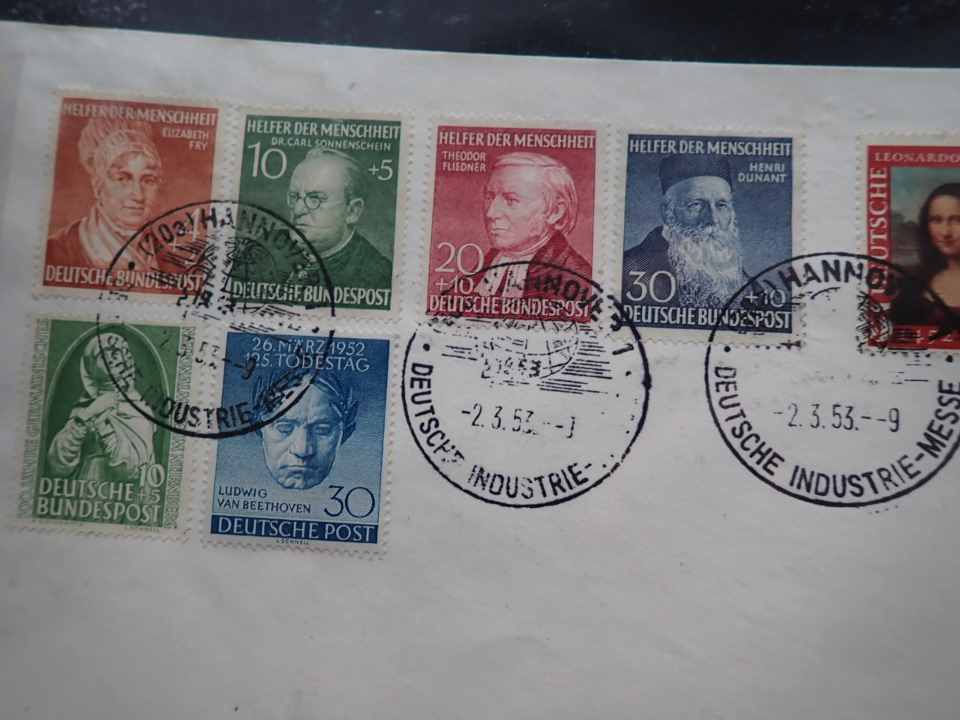 HELFER DER MENSCHHEIT
ELIZABETH
FRY
DEUTSCHE BUNDESPOST
HELFER DER MENSCHHEIT
DR. CARL SONNENSCHEIN
10
+5
DEUTSCHE BUNDESPOST
HELFER DER MENSCHHEIT
THEODOR
FLIEDNER
20
+10
DEUTSCHE BUNDESPOST
HELFER DER MENSCHHEIT
HENRI
DUNANT
30
+10
DEUTSCHE BUNDESPOST
LEONARDO
10
+5
DEUTSCHE
BUNDESPOST
26. MÄRZ 1952
125. TODESTAG
LUDWIG
VAN BEETHOVEN
30
DEUTSCHE POST
(20a) HANNOVER
INDUSTRIE-
HANNOVER 1
-2.3.53.
DEUTSCHE INDUSTRIE-
HANNOV
-2.3.53.--9
DEUTSCHE INDUSTRIE-MESSE